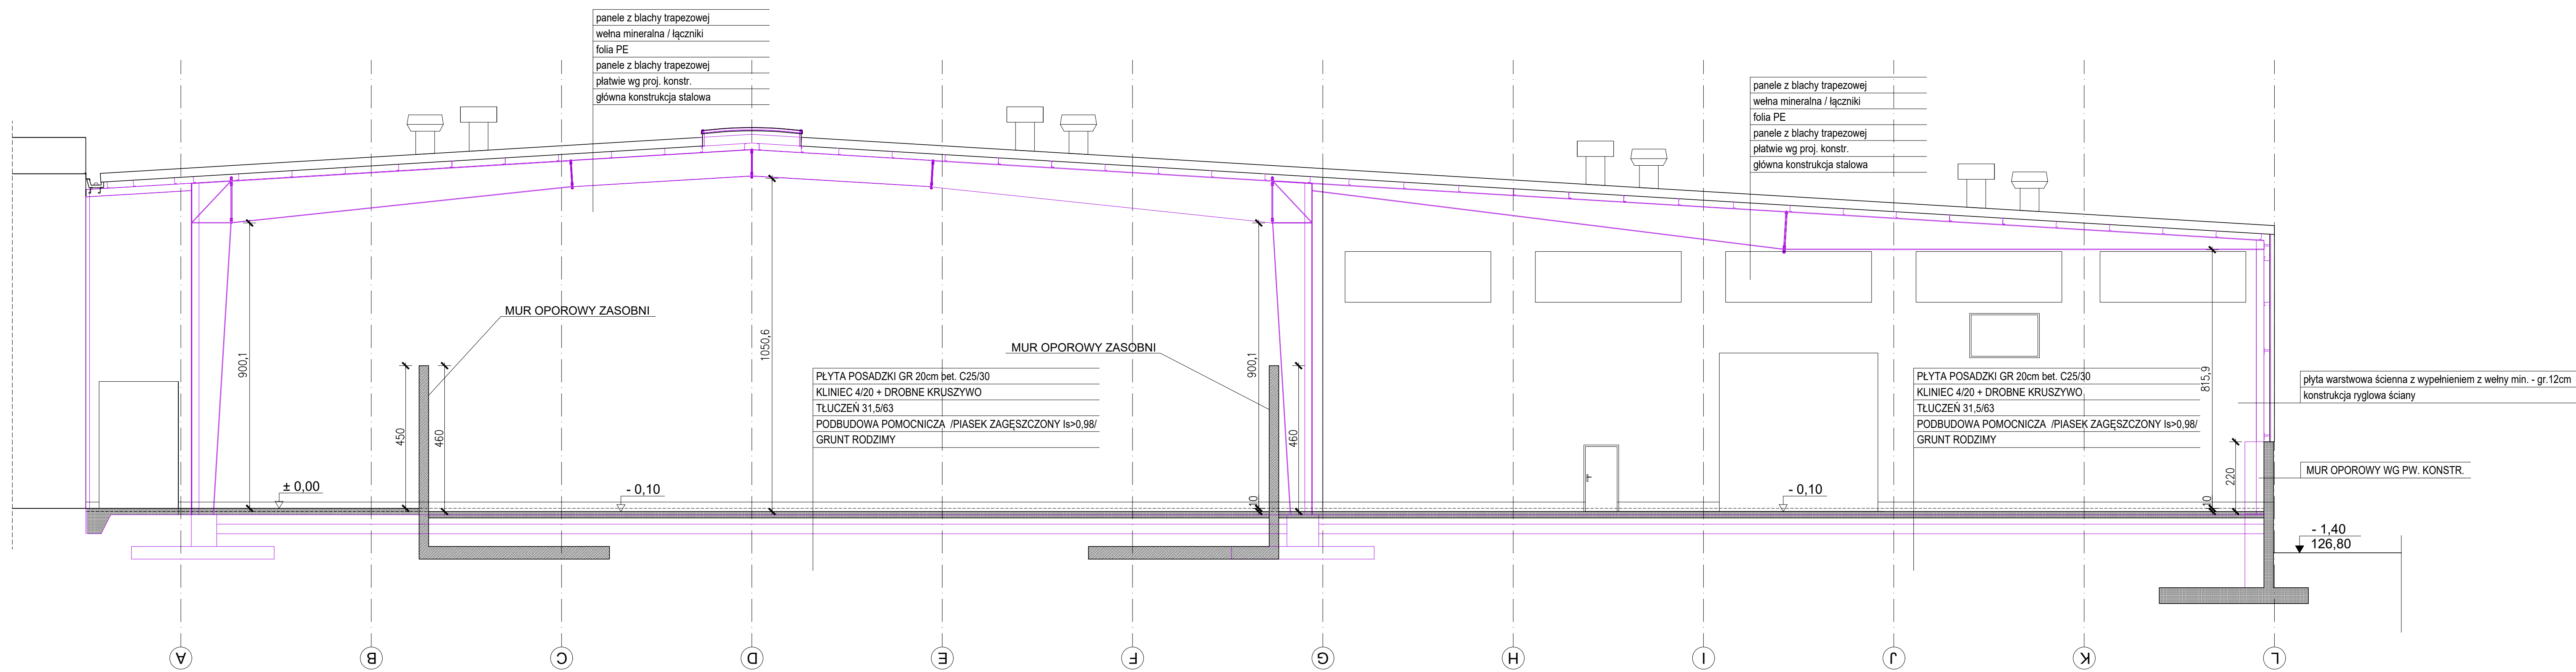 panele z blachy trapezowej
wełna mineralna / łączniki
folia PE
panele z blachy trapezowej
płatwie wg proj. konstr.
główna konstrukcja stalowa
panele z blachy trapezowej
wełna mineralna / łączniki
folia PE
panele z blachy trapezowej
płatwie wg proj. konstr.
główna konstrukcja stalowa
MUR OPOROWY ZASOBNI
MUR OPOROWY ZASOBNI
900,1
1050,6
900,1
815,9
450
460
460
220
10
10
PŁYTA POSADZKI GR 20cm bet. C25/30
KLINIEC 4/20 + DROBNE KRUSZYWO
TŁUCZEŃ 31,5/63
PODBUDOWA POMOCNICZA /PIASEK ZAGĘSZCZONY Is>0,98/
GRUNT RODZIMY
PŁYTA POSADZKI GR 20cm bet. C25/30
KLINIEC 4/20 + DROBNE KRUSZYWO
TŁUCZEŃ 31,5/63
PODBUDOWA POMOCNICZA /PIASEK ZAGĘSZCZONY Is>0,98/
GRUNT RODZIMY
płyta warstwowa ścienna z wypełnieniem z wełny min. - gr.12cm
konstrukcja ryglowa ściany
MUR OPOROWY WG PW. KONSTR.
± 0,00
- 0,10
- 0,10
- 1,40
126,80
A
B
C
D
E
F
G
H
I
J
K
L